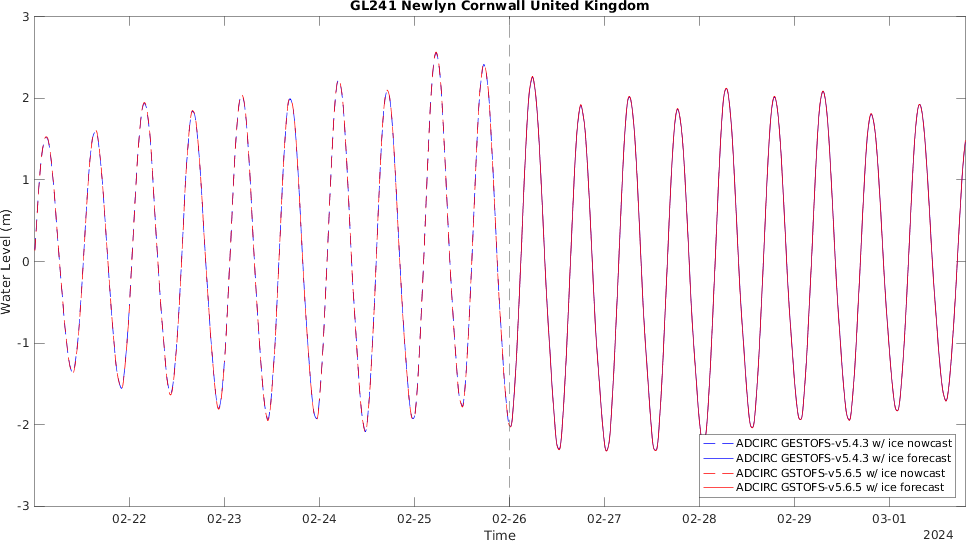 GL241 Newlyn Cornwall United Kingdom
3
2
1
0
-1
-2
-3
Water Level (m)
ADCIRC GESTOFS-v5.4.3 w/ ice nowcast
ADCIRC GESTOFS-v5.4.3 w/ ice forecast
ADCIRC GSTOFS-v5.6.5 w/ ice nowcast
ADCIRC GSTOFS-v5.6.5 w/ ice forecast
02-22 02-23 02-24 02-25 02-26 02-27 02-28 02-29 03-01
Time
2024